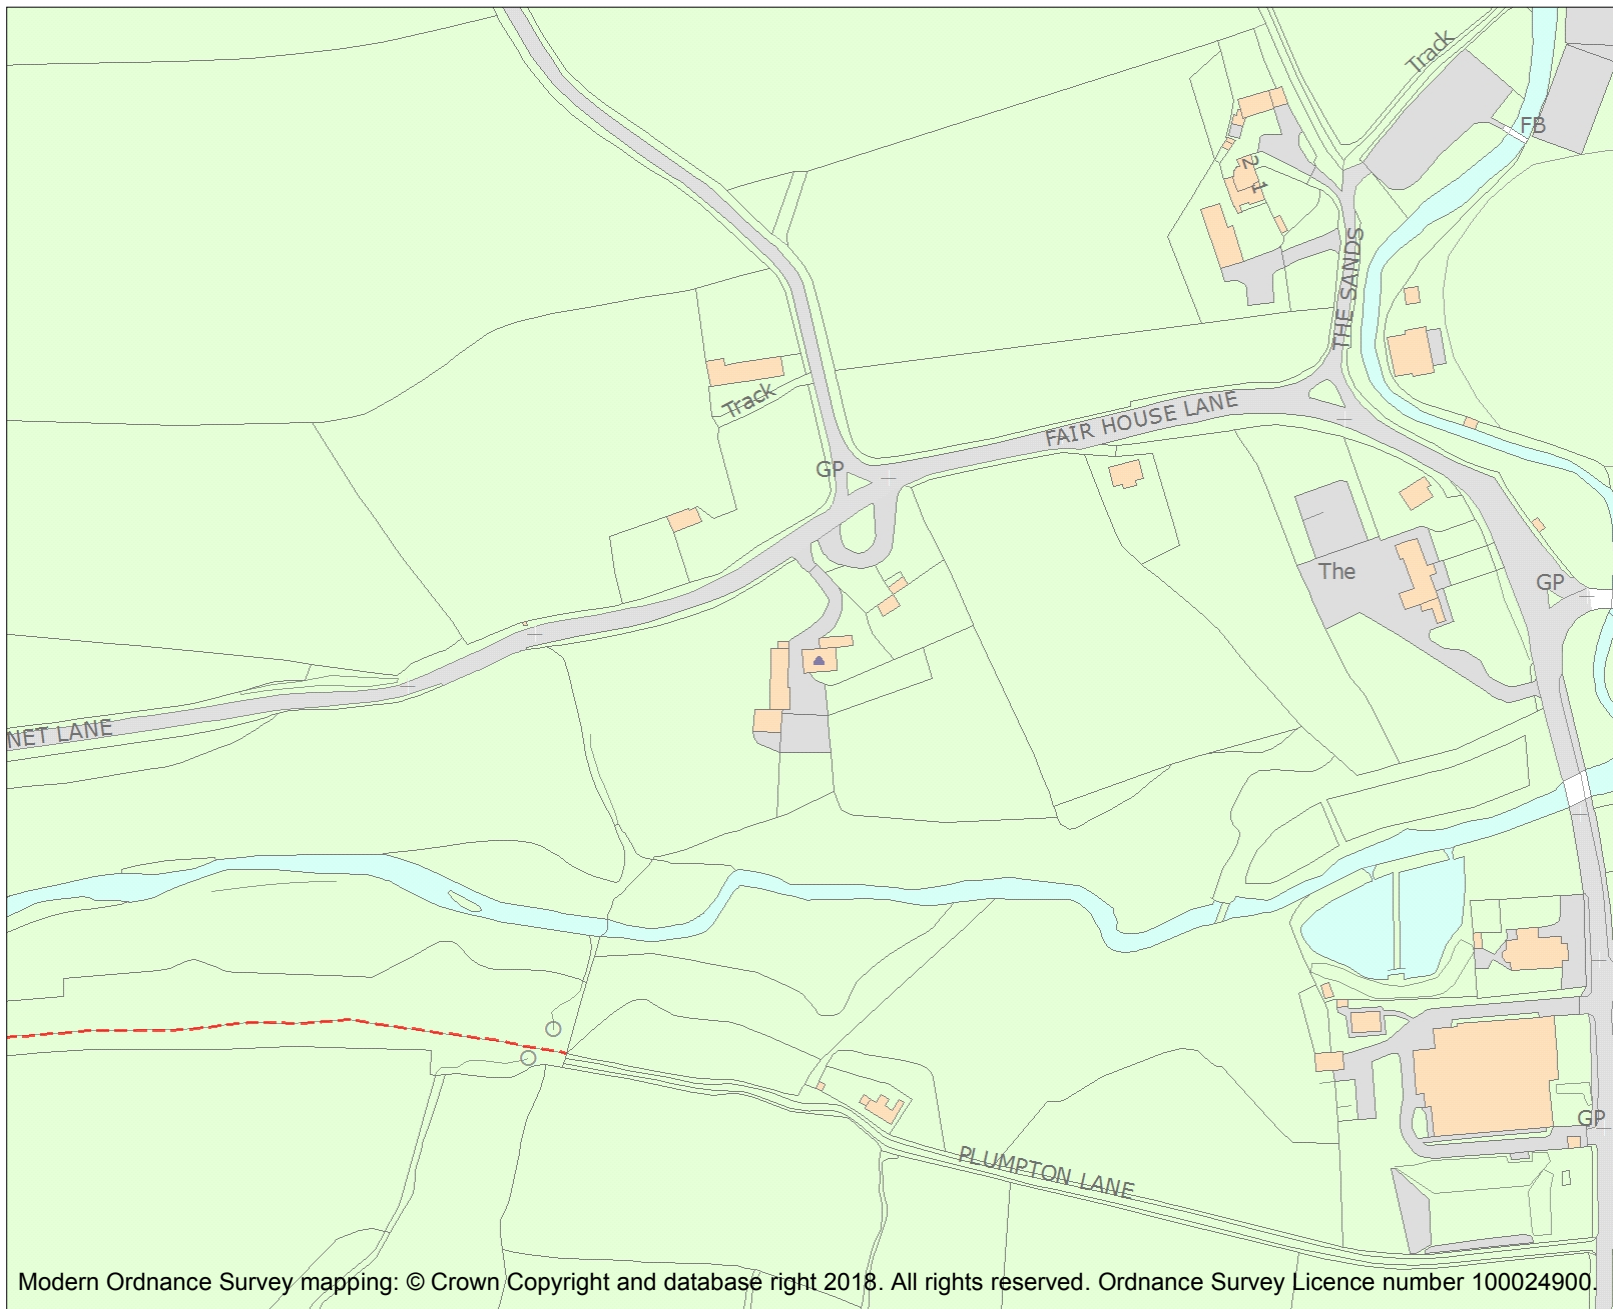 Track
FB
2
1
THE SANDS
Track
FAIR HOUSE LANE
GP
The
GP
NET LANE
GP
PLUMPTON LANE
Modern Ordnance Survey mapping: © Crown Copyright and database right 2018. All rights reserved. Ordnance Survey Licence number 100024900.